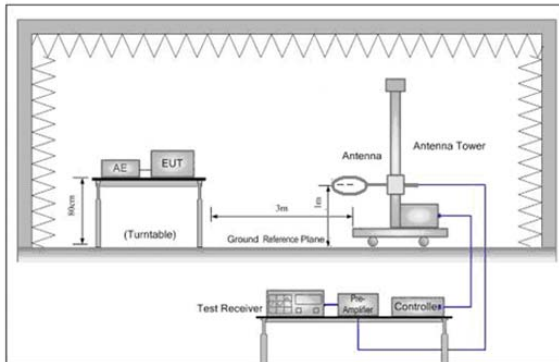 AE
EUT
80cm
(Turntable)
3m
1m
Antenna
Antenna Tower
Ground Reference Plane
Test Receiver
Pre-
Amplifier
Controller